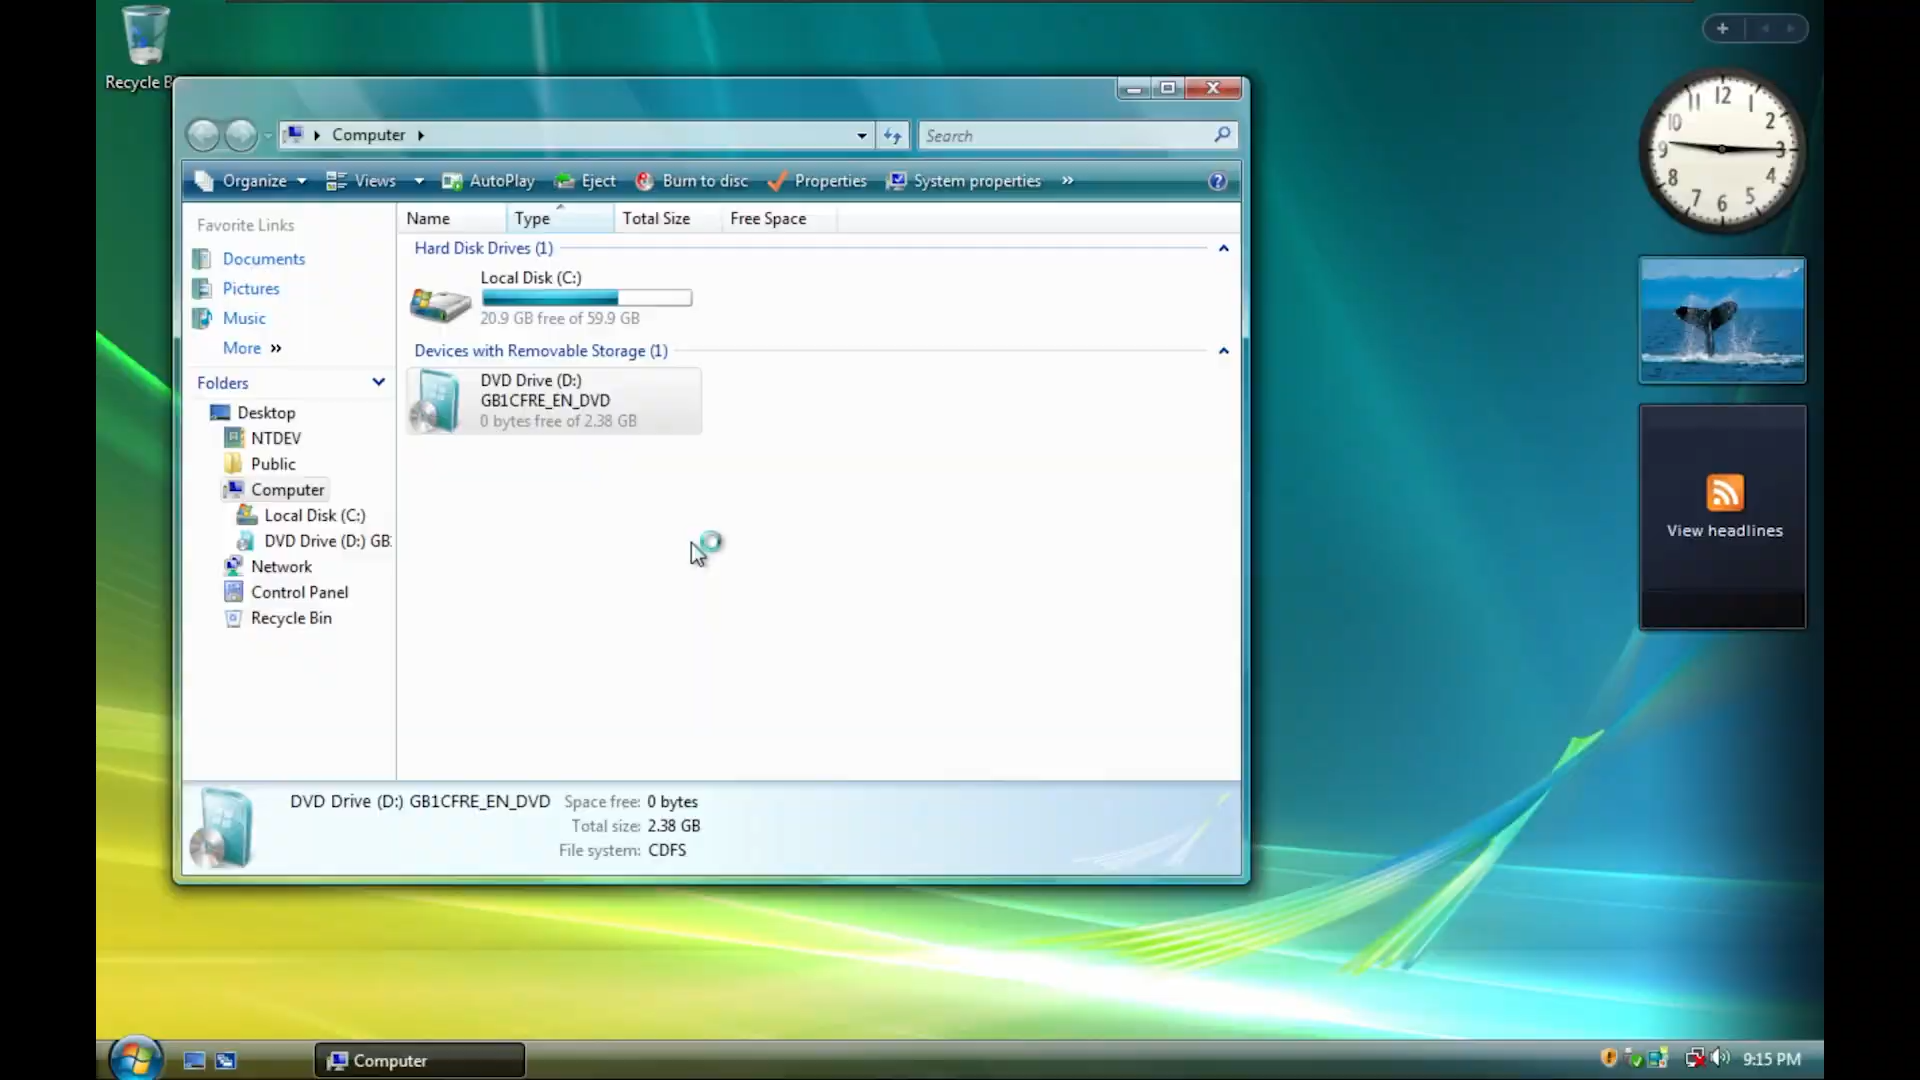 Recycle B
Computer
Search
Organize
Views
AutoPlay
Eject
Burn to disc
Properties
System properties
»
?
Favorite Links
Documents
Pictures
Music
More »
Folders
Desktop
NTDEV
Public
Computer
Local Disk (C:)
DVD Drive (D:) GB
Network
Control Panel
Recycle Bin
Name
Type
Total Size
Free Space
Hard Disk Drives (1)
Local Disk (C:)
20.9 GB free of 59.9 GB
Devices with Removable Storage (1)
DVD Drive (D:)
GB1CFRE_EN_DVD
0 bytes free of 2.38 GB
DVD Drive (D:) GB1CFRE_EN_DVD
Space free: 0 bytes
Total size: 2.38 GB
File system: CDFS
12
1
2
3
4
5
6
7
8
9
10
11
View headlines
Computer
9:15 PM